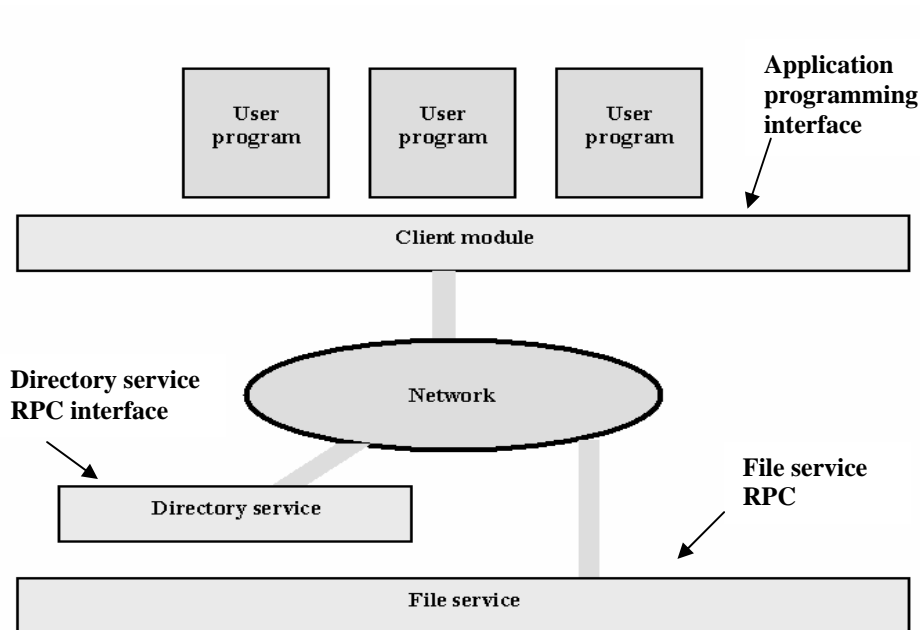 Application
programming
interface
User
program
User
program
User
program
Client module
Network
Directory service
RPC interface
File service
RPC
Directory service
File service